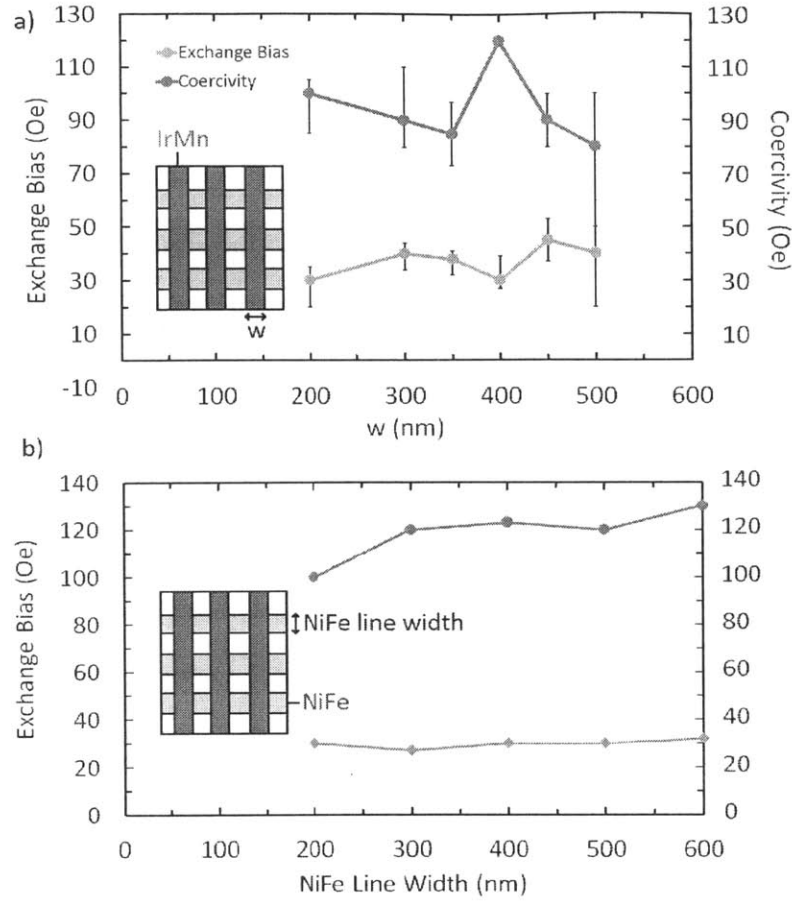 a)
130
110
90
70
50
30
10
-10
Exchange Bias (Oe)
Exchange Bias
Coercivity
IrMn
w
130
110
90
70
50
30
10
Coercivity (Oe)
0 100 200 300 400 500 600
w (nm)
b)
140
120
100
80
60
40
20
0
Exchange Bias (Oe)
NiFe line width
NiFe
140
120
100
80
60
40
20
0
0 100 200 300 400 500 600
NiFe Line Width (nm)